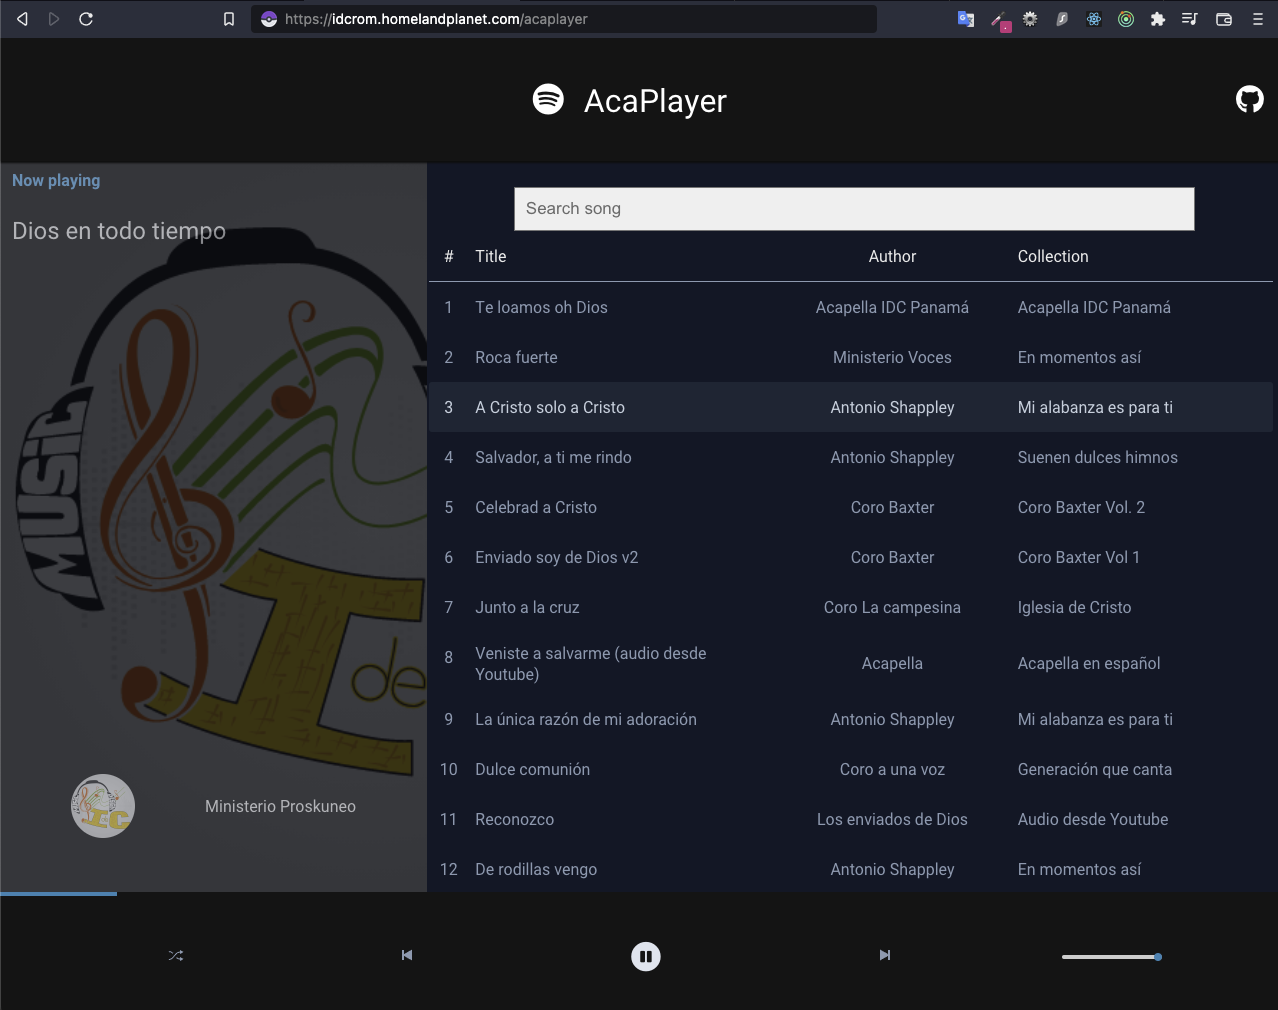 https://idcrom.homelandplanet.com/acaplayer
AcaPlayer
Now playing
Dios en todo tiempo
MUSIC
I de
Ministerio Proskuneo
Search song
# Title Author Collection
1 Te loamos oh Dios Acapella IDC Panamá Acapella IDC Panamá
2 Roca fuerte Ministerio Voces En momentos así
3 A Cristo solo a Cristo Antonio Shappley Mi alabanza es para ti
4 Salvador, a ti me rindo Antonio Shappley Suenen dulces himnos
5 Celebrad a Cristo Coro Baxter Coro Baxter Vol. 2
6 Enviado soy de Dios v2 Coro Baxter Coro Baxter Vol 1
7 Junto a la cruz Coro La campesina Iglesia de Cristo
8 Veniste a salvarme (audio desde Acapella Acapella en español
Youtube)
9 La única razón de mi adoración Antonio Shappley Mi alabanza es para ti
10 Dulce comunión Coro a una voz Generación que canta
11 Reconozco Los enviados de Dios Audio desde Youtube
12 De rodillas vengo Antonio Shappley En momentos así